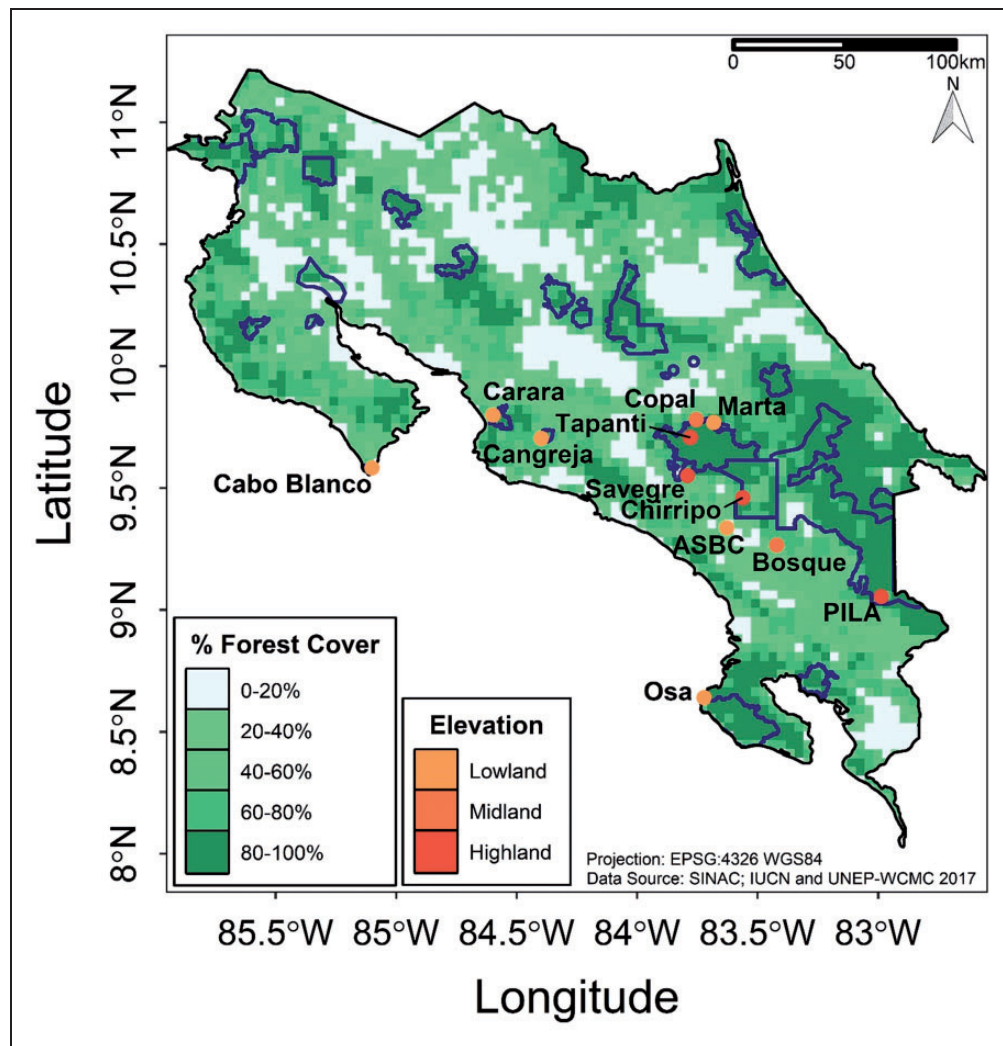 0 50 100km
N
Latitude
11°N
10.5°N
10°N
9.5°N
9°N
8.5°N
8°N
Carara
Copal
Marta
Tapanti
Cangreja
Cabo Blanco
Savegre
Chirripo
ASBC
Bosque
PILA
Osa
% Forest Cover
0-20%
20-40%
40-60%
60-80%
80-100%
Elevation
Lowland
Midland
Highland
Projection: EPSG:4326 WGS84
Data Source: SINAC; IUCN and UNEP-WCMC 2017
85.5°W 85°W 84.5°W 84°W 83.5°W 83°W
Longitude